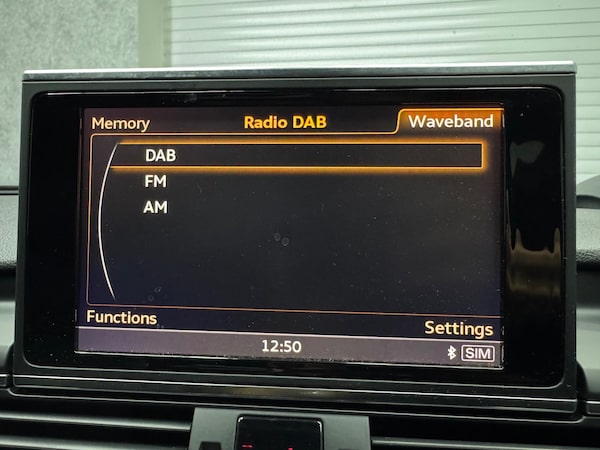 Memory
Radio DAB
Waveband
DAB
FM
AM
Functions
Settings
12:50
SIM